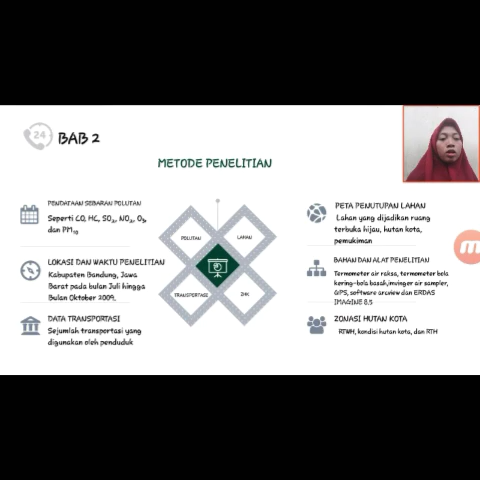 24
BAB 2
METODE PENELITIAN
PENDATAAN SEBARAN POLUTAN
Seperti CO, HC, SO₂, NO₂, O₃,
dan PM₁₀
LOKASI DAN WAKTU PENELITIAN
Kabupaten Bandung, Jawa
Barat pada bulan Juli hingga
Bulan Oktober 2009.
DATA TRANSPORTASI
Sejumlah transportasi yang
digunakan oleh penduduk
POLUTAN
LAHAN
TRANSPORTASI
ZHK
PETA PENUTUPAN LAHAN
Lahan yang dijadikan ruang
terbuka hijau, hutan kota,
pemukiman
BAHAN DAN ALAT PENELITIAN
Termometer air raksa, termometer bola
kering-bola basah, impinger air sampler,
GPS, software arcview dan ERDAS
IMAGINE 8.5
ZONASI HUTAN KOTA
RTNH, kondisi hutan kota, dan RTH